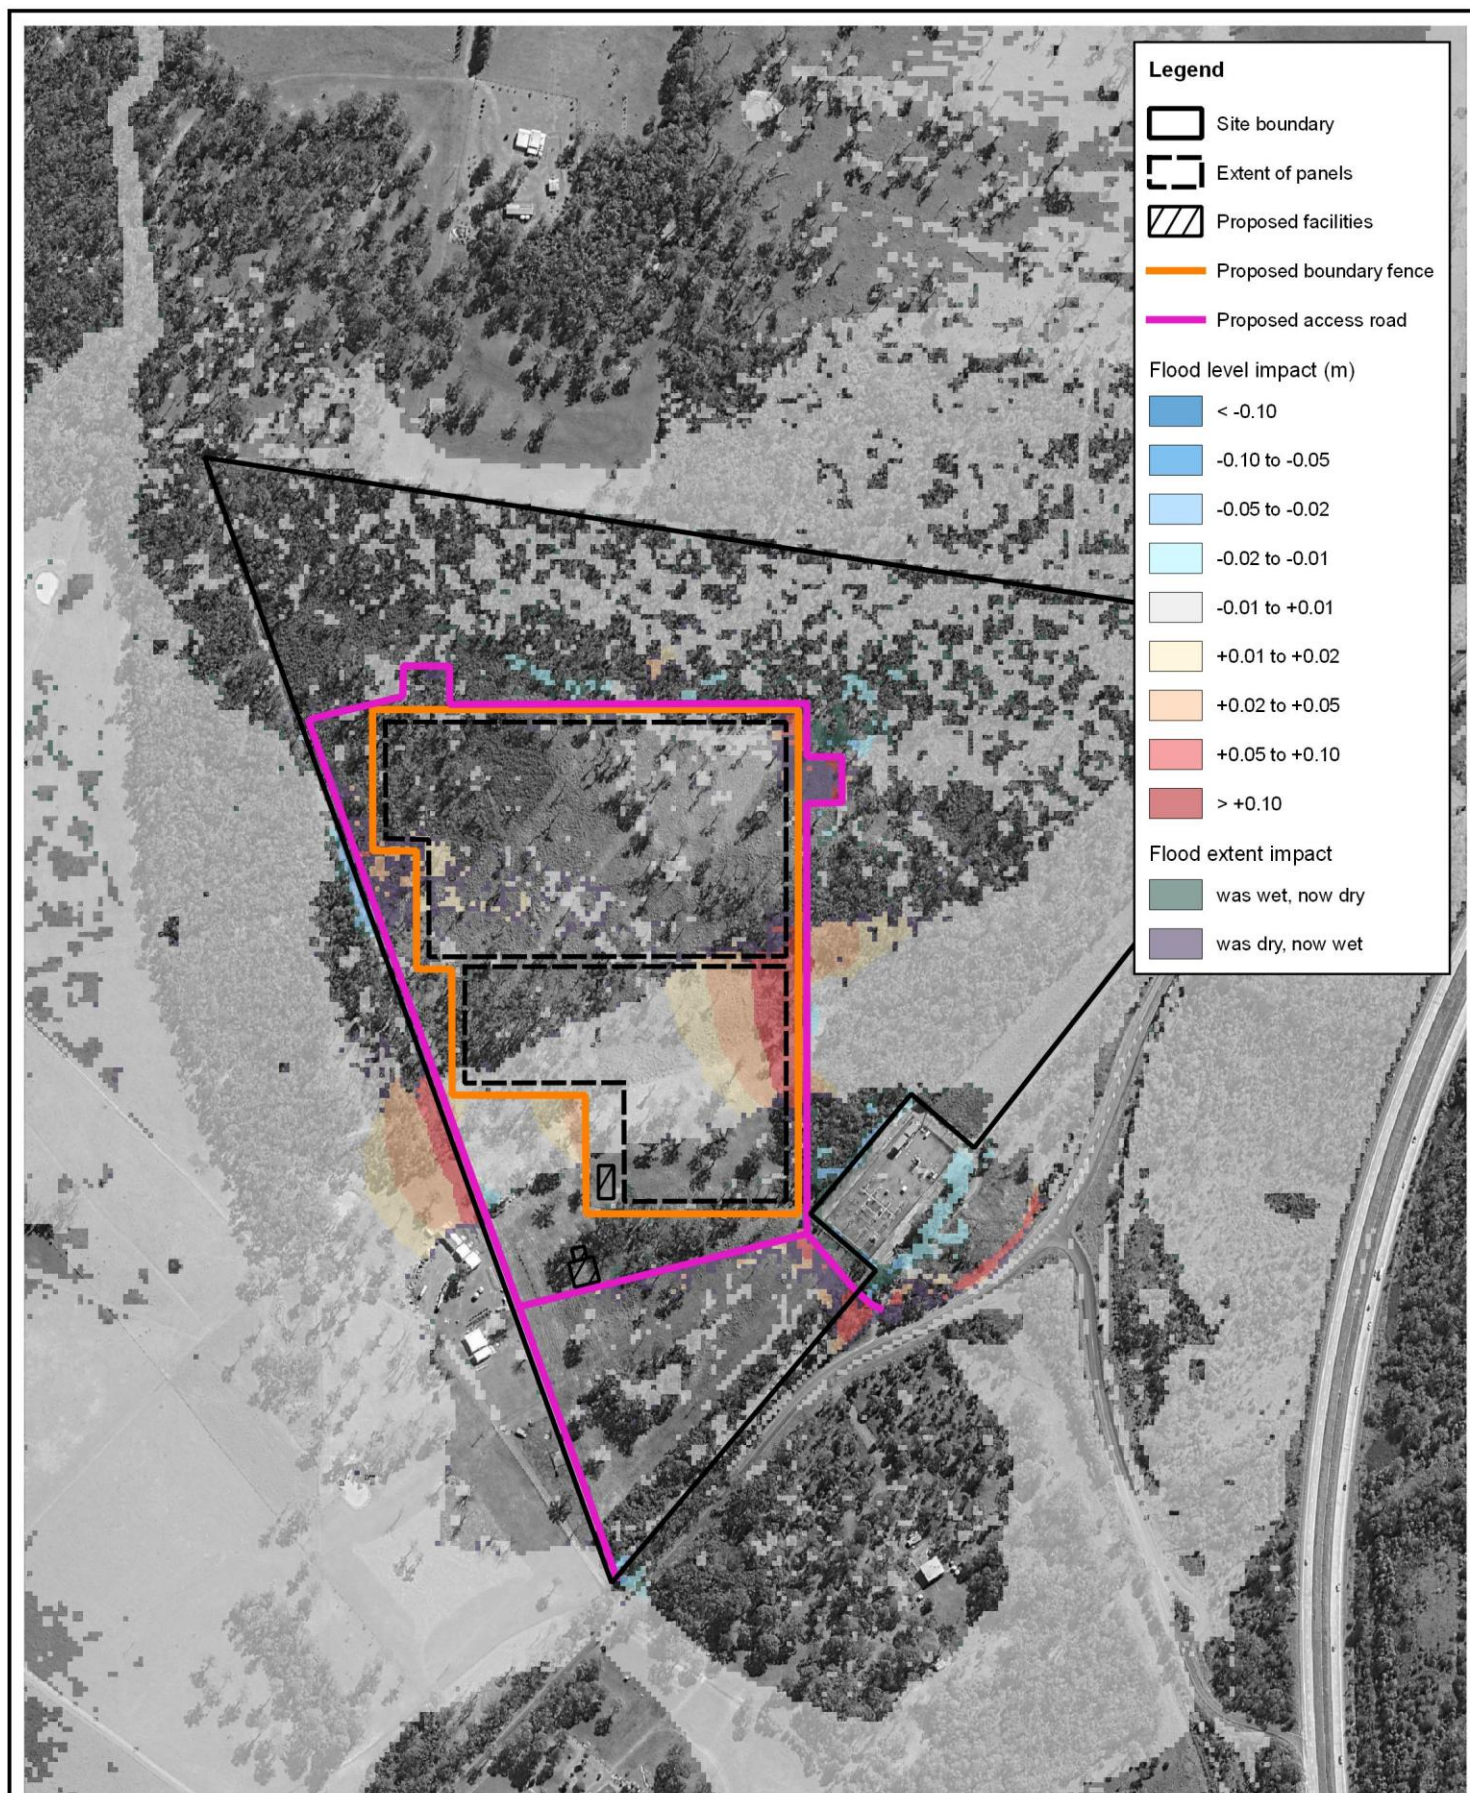 Legend
Site boundary
Extent of panels
Proposed facilities
Proposed boundary fence
Proposed access road
Flood level impact (m)
< -0.10
-0.10 to -0.05
-0.05 to -0.02
-0.02 to -0.01
-0.01 to +0.01
+0.01 to +0.02
+0.02 to +0.05
+0.05 to +0.10
> +0.10
Flood extent impact
was wet, now dry
was dry, now wet